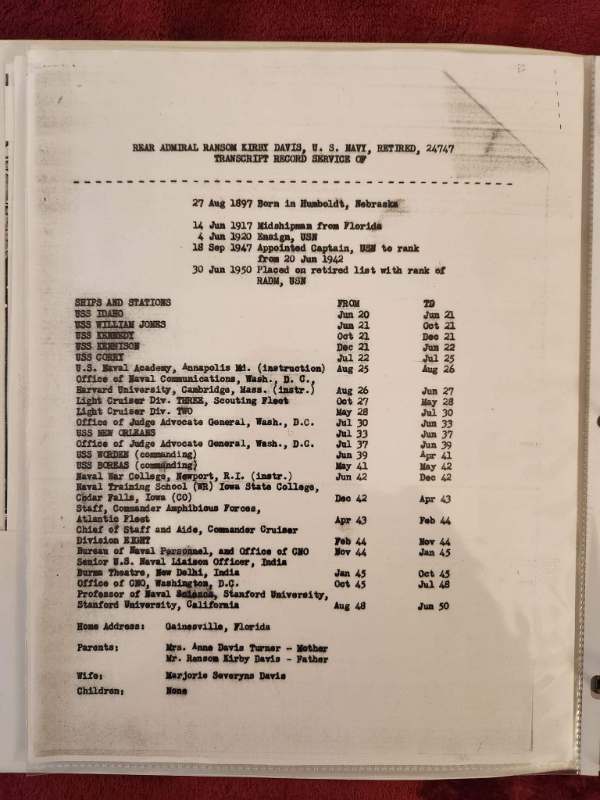 REAR ADMIRAL RANSOM KIRBY DAVIS, U. S. NAVY, RETIRED, 24747
TRANSCRIPT RECORD SERVICE OF
27 Aug 1897 Born in Humboldt, Nebraska
14 Jun 1917 Midshipman from Florida
4 Jun 1920 Ensign, USN
18 Sep 1947 Appointed Captain, USN to rank
from 20 Jun 1942
30 Jun 1950 Placed on retired list with rank of
RADM, USN
SHIPS AND STATIONS FROM TO
USS IDAHO Jun 20 Jun 21
USS WILLIAM JONES Jun 21 Oct 21
USS KENNEDY Oct 21 Dec 21
USS KENNISON Dec 21 Jun 22
USS CORRY Jul 22 Jul 25
U.S. Naval Academy, Annapolis Md. (instruction) Aug 25 Aug 26
Office of Naval Communications, Wash., D. C.,
Harvard University, Cambridge, Mass. (instr.) Aug 26 Jun 27
Light Cruiser Div. THREE, Scouting Fleet Oct 27 May 28
Light Cruiser Div. TWO May 28 Jul 30
Office of Judge Advocate General, Wash., D.C. Jul 30 Jun 33
USS NEW ORLEANS Jul 33 Jun 37
Office of Judge Advocate General, Wash., D.C. Jul 37 Jun 39
USS WORDEN (commanding) Jun 39 Apr 41
USS BOREAS (commanding) May 41 May 42
Naval War College, Newport, R.I. (instr.) Jun 42 Dec 42
Naval Training School (WR) Iowa State College,
Cedar Falls, Iowa (CO) Dec 42 Apr 43
Staff, Commander Amphibious Forces,
Atlantic Fleet Apr 43 Feb 44
Chief of Staff and Aide, Commander Cruiser
Division EIGHT Feb 44 Nov 44
Bureau of Naval Personnel, and Office of CNO Nov 44 Jan 45
Senior U.S. Naval Liaison Officer, India
Burma Theatre, New Delhi, India Jan 45 Oct 45
Office of CNO, Washington, D.C. Oct 45 Jul 48
Professor of Naval Science, Stanford University,
Stanford University, California Aug 48 Jun 50
Home Address: Gainesville, Florida
Parents: Mrs. Anne Davis Turner - Mother
Mr. Ransom Kirby Davis - Father
Wife: Marjorie Severyns Davis
Children: None